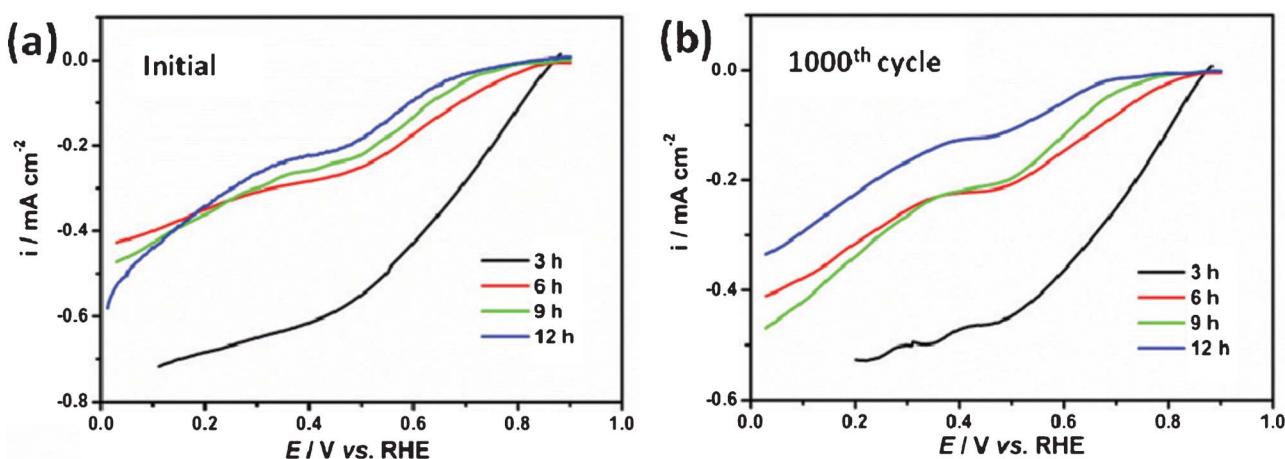 (a)
Initial
0.0
-0.2
-0.4
-0.6
-0.8
i / mA cm⁻²
3 h
6 h
9 h
12 h
0.0 0.2 0.4 0.6 0.8 1.0
E / V vs. RHE
(b)
1000ᵗʰ cycle
0.0
-0.2
-0.4
-0.6
i / mA cm⁻²
3 h
6 h
9 h
12 h
0.0 0.2 0.4 0.6 0.8 1.0
E / V vs. RHE